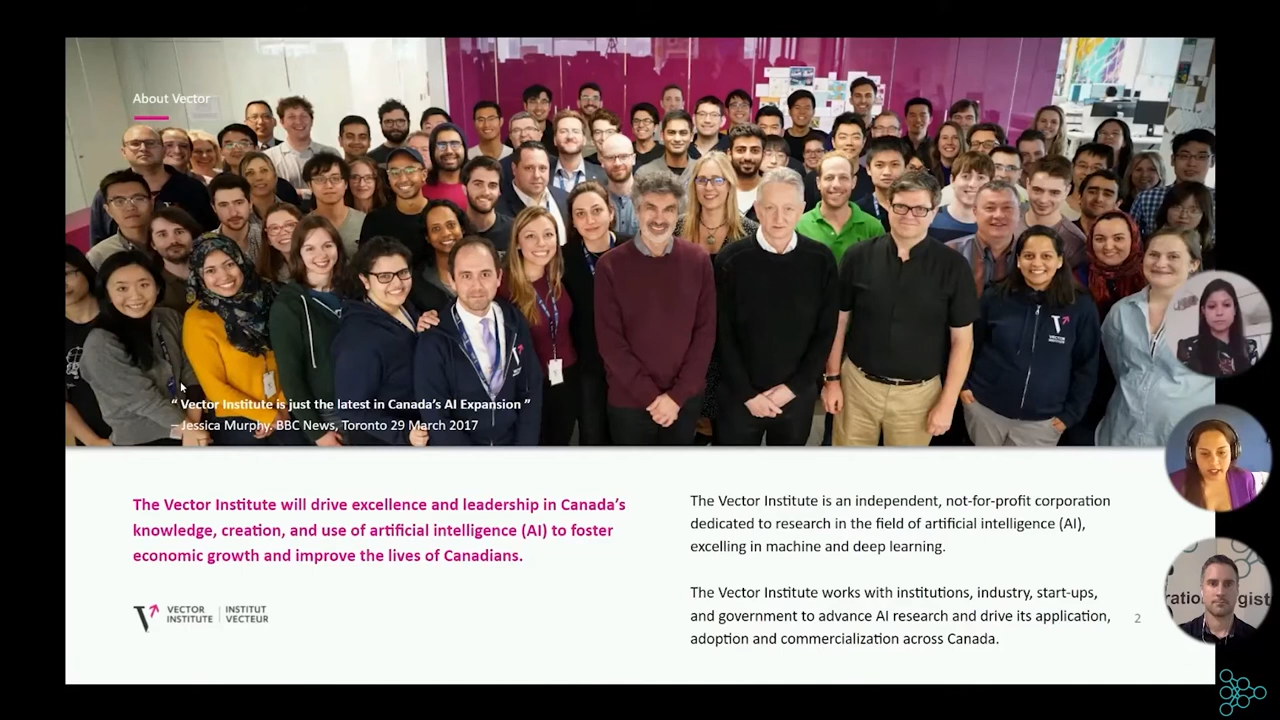 About Vector
“ Vector Institute is just the latest in Canada’s AI Expansion ”
– Jessica Murphy, BBC News, Toronto 29 March 2017
VECTOR
INSTITUTE
The Vector Institute will drive excellence and leadership in Canada’s
knowledge, creation, and use of artificial intelligence (AI) to foster
economic growth and improve the lives of Canadians.
VECTOR
INSTITUTE
INSTITUT
VECTEUR
The Vector Institute is an independent, not-for-profit corporation
dedicated to research in the field of artificial intelligence (AI),
excelling in machine and deep learning.
The Vector Institute works with institutions, industry, start-ups,
and government to advance AI research and drive its application,
adoption and commercialization across Canada.
2